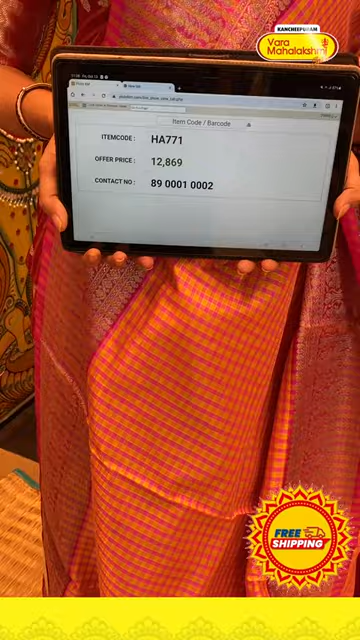 KANCHEEPURAM
Vara
Mahalakshmi
Item Code / Barcode
ITEMCODE : HA771
OFFER PRICE : 12,869
CONTACT NO : 89 0001 0002
FREE
SHIPPING